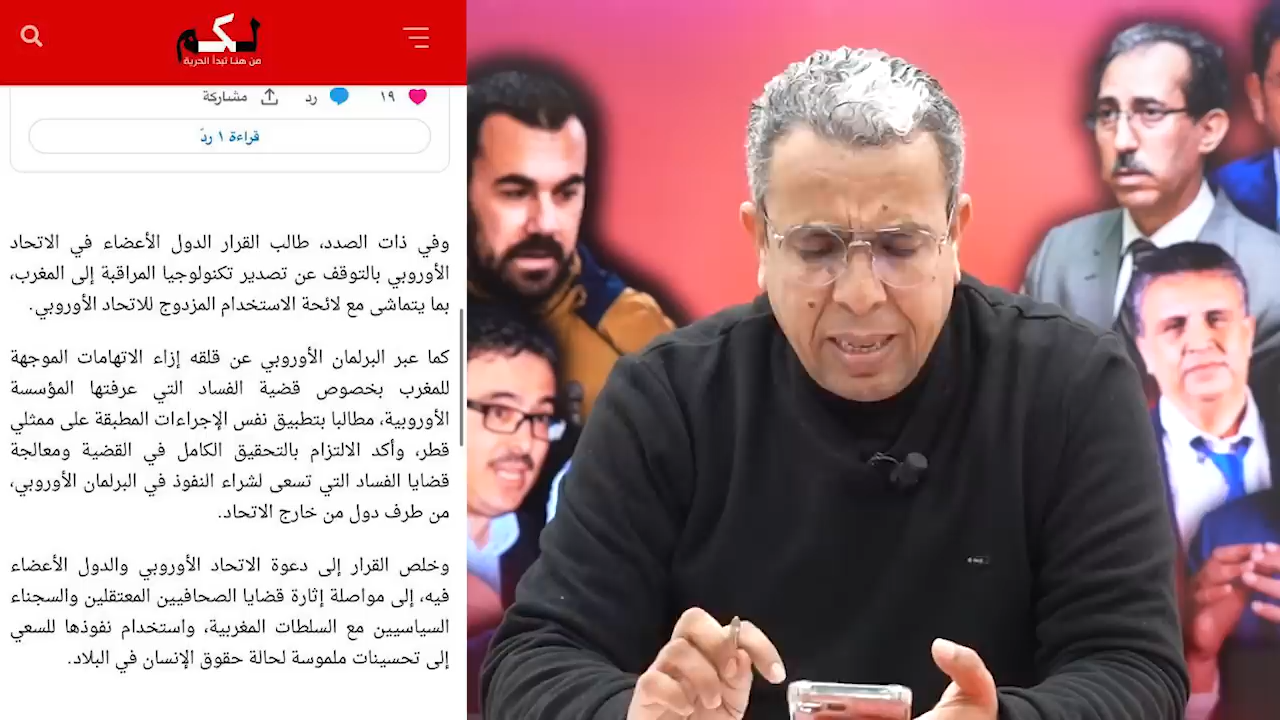 لكم
من هنا تبدأ الحرية
١٩ رد مشاركة
قراءة ١ ردّ
وفي ذات الصدد، طالب القرار الدول الأعضاء في الاتحاد
الأوروبي بالتوقف عن تصدير تكنولوجيا المراقبة إلى المغرب،
بما يتماشى مع لائحة الاستخدام المزدوج للاتحاد الأوروبي.
كما عبر البرلمان الأوروبي عن قلقه إزاء الاتهامات الموجهة
للمغرب بخصوص قضية الفساد التي عرفتها المؤسسة
الأوروبية، مطالبا بتطبيق نفس الإجراءات المطبقة على ممثلي
قطر، وأكد الالتزام بالتحقيق الكامل في القضية ومعالجة
قضايا الفساد التي تسعى لشراء النفوذ في البرلمان الأوروبي،
من طرف دول من خارج الاتحاد.
وخلص القرار إلى دعوة الاتحاد الأوروبي والدول الأعضاء
فيه، إلى مواصلة إثارة قضايا الصحافيين المعتقلين والسجناء
السياسيين مع السلطات المغربية، واستخدام نفوذها للسعي
إلى تحسينات ملموسة لحالة حقوق الإنسان في البلاد.